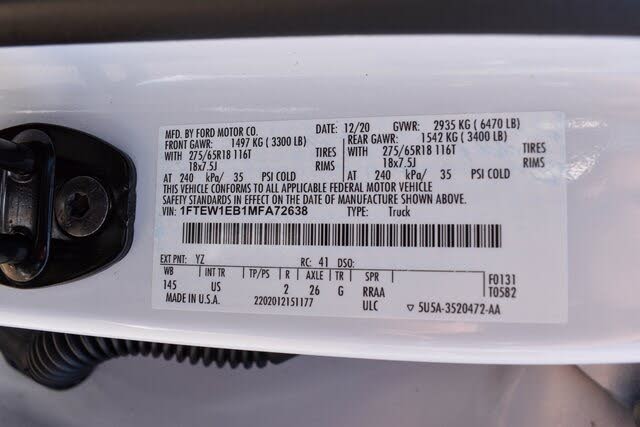 MFD. BY FORD MOTOR CO. DATE: 12/20 GVWR: 2935 KG (6470 LB)
FRONT GAWR: 1497 KG (3300 LB) REAR GAWR: 1542 KG (3400 LB)
WITH 275/65R18 116T TIRES WITH 275/65R18 116T TIRES
18x7.5J RIMS 18x7.5J RIMS
AT 240 kPa/ 35 PSI COLD AT 240 kPa/ 35 PSI COLD
THIS VEHICLE CONFORMS TO ALL APPLICABLE FEDERAL MOTOR VEHICLE
SAFETY STANDARDS IN EFFECT ON THE DATE OF MANUFACTURE SHOWN ABOVE.
VIN: 1FTEW1EB1MFA72638 TYPE: Truck
EXT PNT: YZ RC: 41 DSO:
WB INT TR TP/PS R AXLE TR SPR F0131
145 US 2 26 G RRAA T0582
MADE IN U.S.A. 2202012151177 ULC ▽ 5U5A-3520472-AA